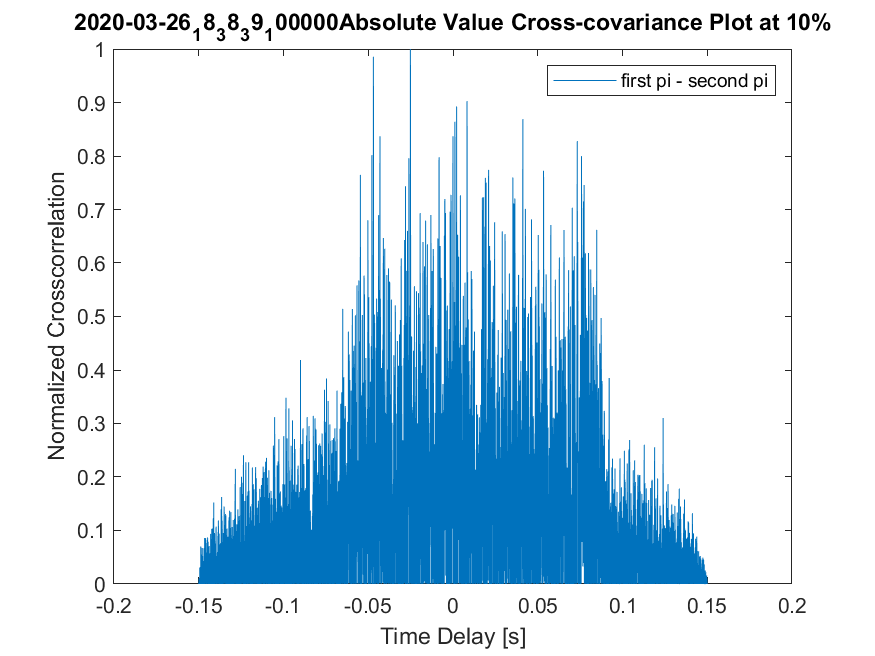 2020-03-26₁8₃8₃9₁00000Absolute Value Cross-covariance Plot at 10%
first pi - second pi
Normalized Crosscorrelation
1
0.9
0.8
0.7
0.6
0.5
0.4
0.3
0.2
0.1
0
-0.2 -0.15 -0.1 -0.05 0 0.05 0.1 0.15 0.2
Time Delay [s]